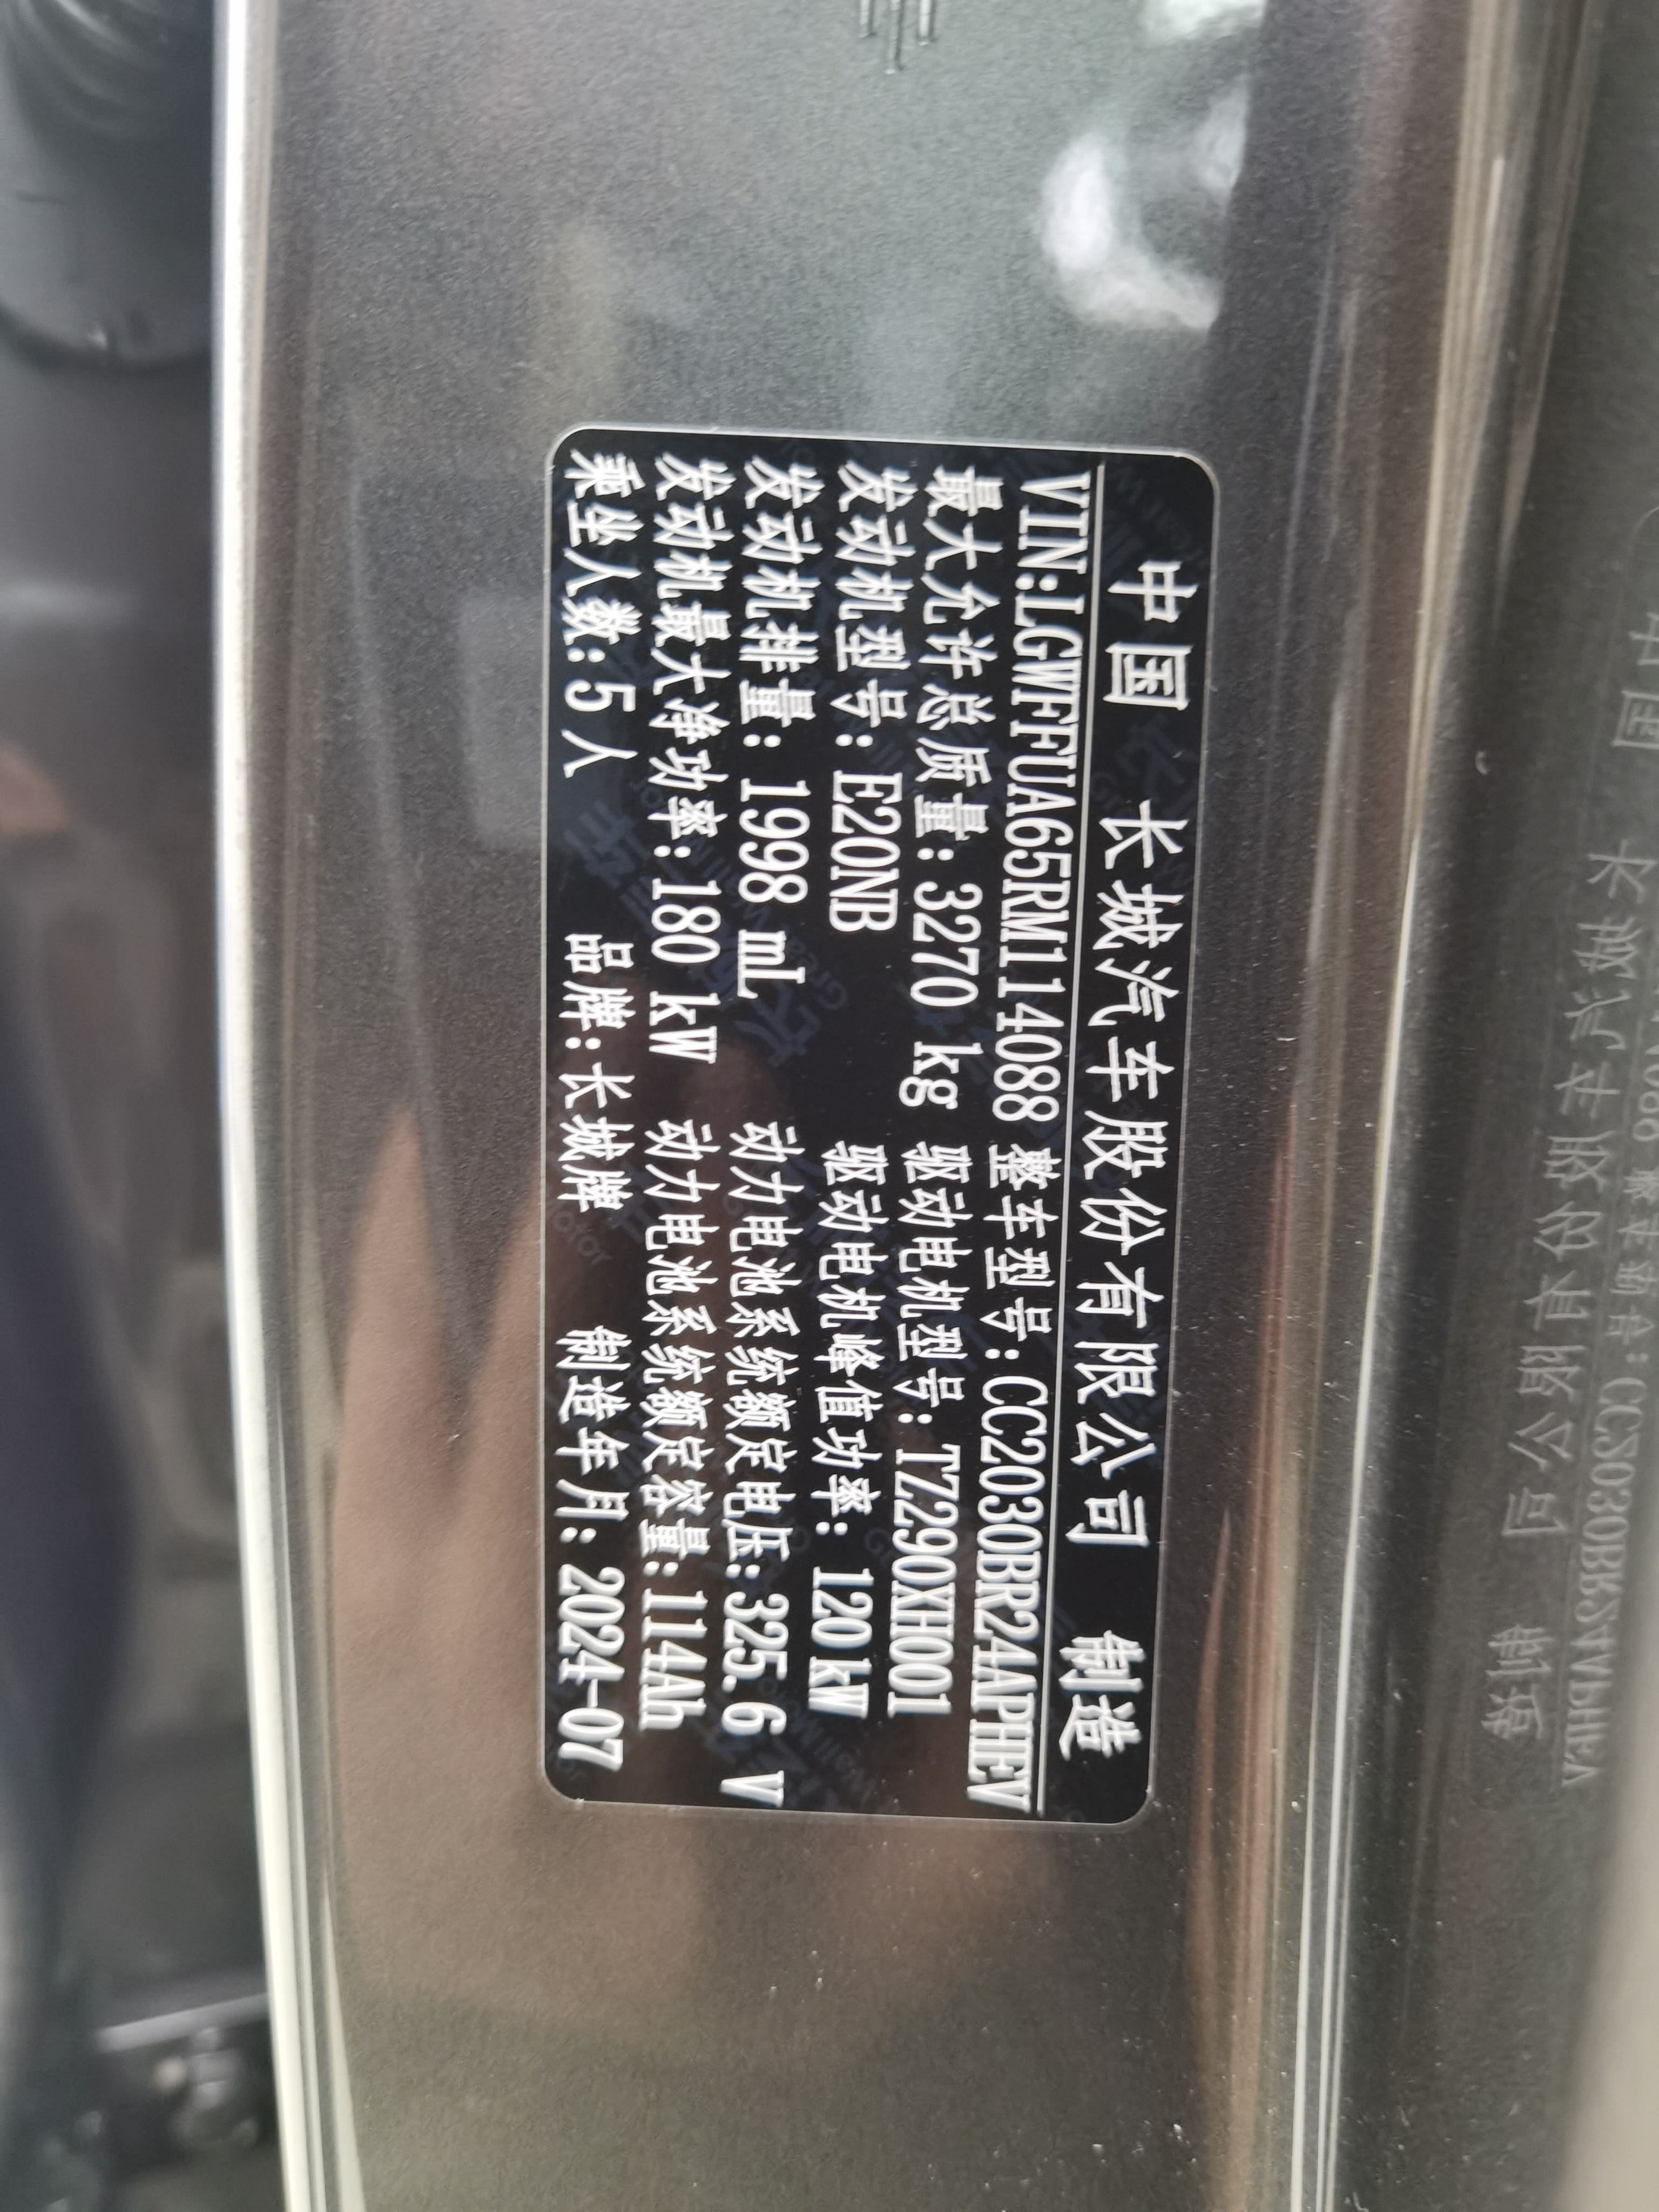 中国 长城汽车股份有限公司 制造
VIN:LGWFFUA65RM114088 整车型号:CC2030BR24APHEV
最大允许总质量:3270 kg 驱动电机型号:TZ290XH001
发动机型号:E20NB 驱动电机峰值功率:120kW
发动机排量:1998 mL 动力电池系统额定电压:325.6 V
发动机最大净功率:180 kW 动力电池系统额定容量:114Ah
乘坐人数:5人 品牌:长城牌 制造年月:2024-07